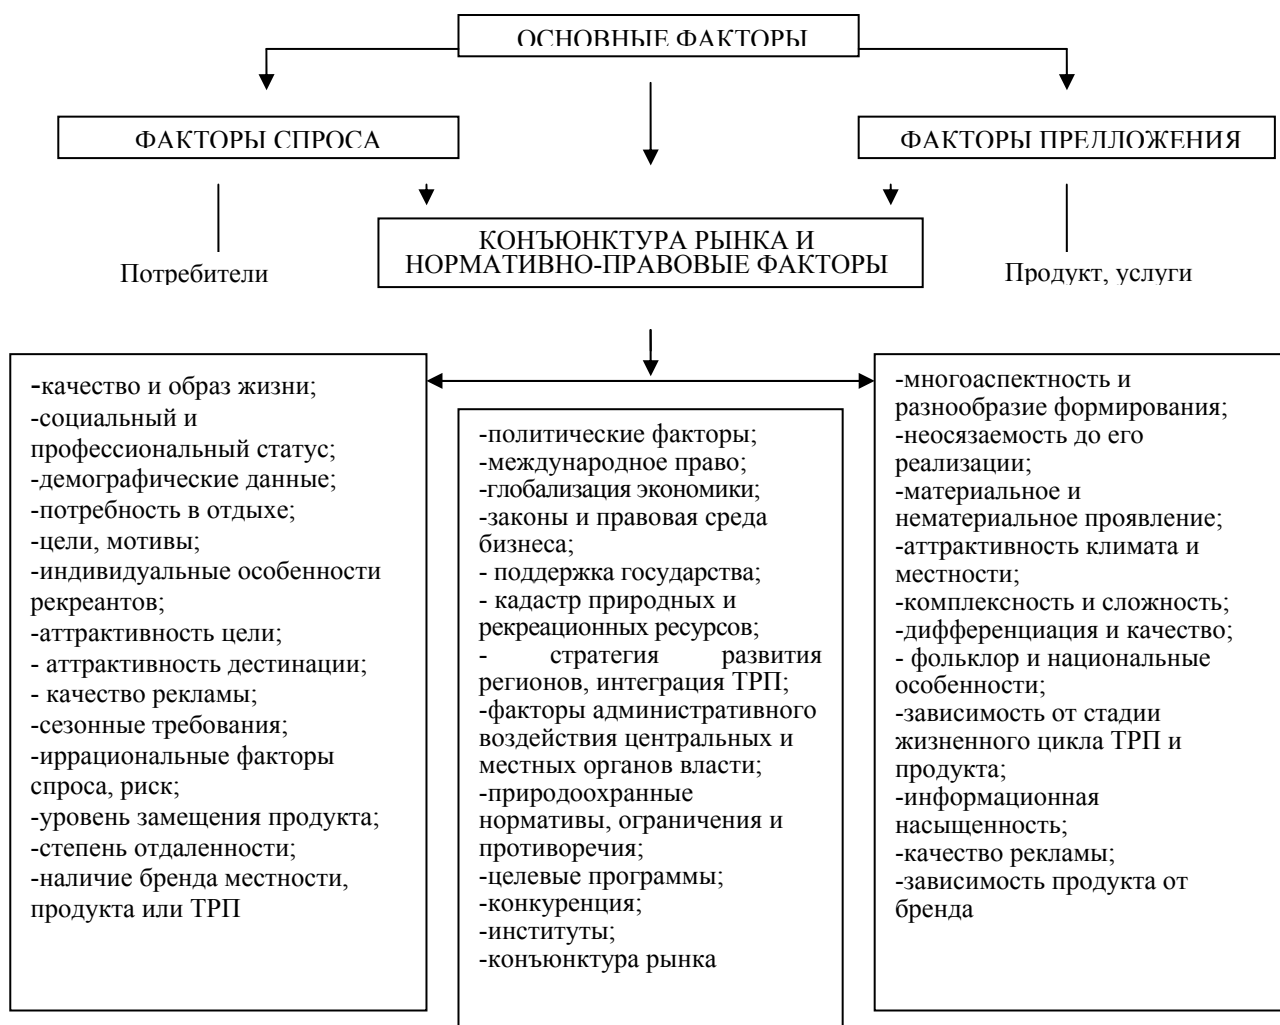 ОСНОВНЫЕ ФАКТОРЫ
ФАКТОРЫ СПРОСА
ФАКТОРЫ ПРЕДЛОЖЕНИЯ
КОНЪЮНКТУРА РЫНКА И
НОРМАТИВНО-ПРАВОВЫЕ ФАКТОРЫ
Потребители
Продукт, услуги
-качество и образ жизни;
-социальный и
профессиональный статус;
-демографические данные;
-потребность в отдыхе;
-цели, мотивы;
-индивидуальные особенности
рекреантов;
-аттрактивность цели;
- аттрактивность дестинации;
- качество рекламы;
-сезонные требования;
-иррациональные факторы
спроса, риск;
-уровень замещения продукта;
-степень отдаленности;
-наличие бренда местности,
продукта или ТРП
-политические факторы;
-международное право;
-глобализация экономики;
-законы и правовая среда
бизнеса;
- поддержка государства;
- кадастр природных и
рекреационных ресурсов;
- стратегия развития
регионов, интеграция ТРП;
-факторы административного
воздействия центральных и
местных органов власти;
-природоохранные
нормативы, ограничения и
противоречия;
-целевые программы;
-конкуренция;
-институты;
-конъюнктура рынка
-многоаспектность и
разнообразие формирования;
-неосязаемость до его
реализации;
-материальное и
нематериальное проявление;
-аттрактивность климата и
местности;
-комплексность и сложность;
-дифференциация и качество;
- фольклор и национальные
особенности;
-зависимость от стадии
жизненного цикла ТРП и
продукта;
-информационная
насыщенность;
-качество рекламы;
-зависимость продукта от
бренда